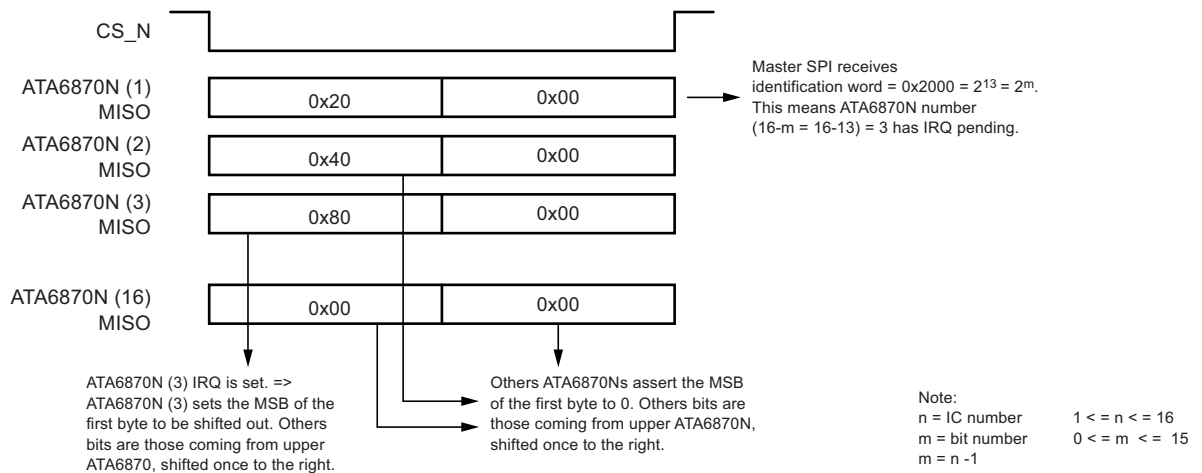 CS_N
ATA6870N (1)
MISO
0x20
0x00
Master SPI receives
identification word = 0x2000 = 2¹³ = 2ᵐ.
This means ATA6870N number
(16-m = 16-13) = 3 has IRQ pending.
ATA6870N (2)
MISO
0x40
0x00
ATA6870N (3)
MISO
0x80
0x00
ATA6870N (16)
MISO
0x00
0x00
ATA6870N (3) IRQ is set. =>
ATA6870N (3) sets the MSB of the
first byte to be shifted out. Others
bits are those coming from upper
ATA6870, shifted once to the right.
Others ATA6870Ns assert the MSB
of the first byte to 0. Others bits are
those coming from upper ATA6870N,
shifted once to the right.
Note:
n = IC number 1 < = n < = 16
m = bit number 0 < = m < = 15
m = n -1